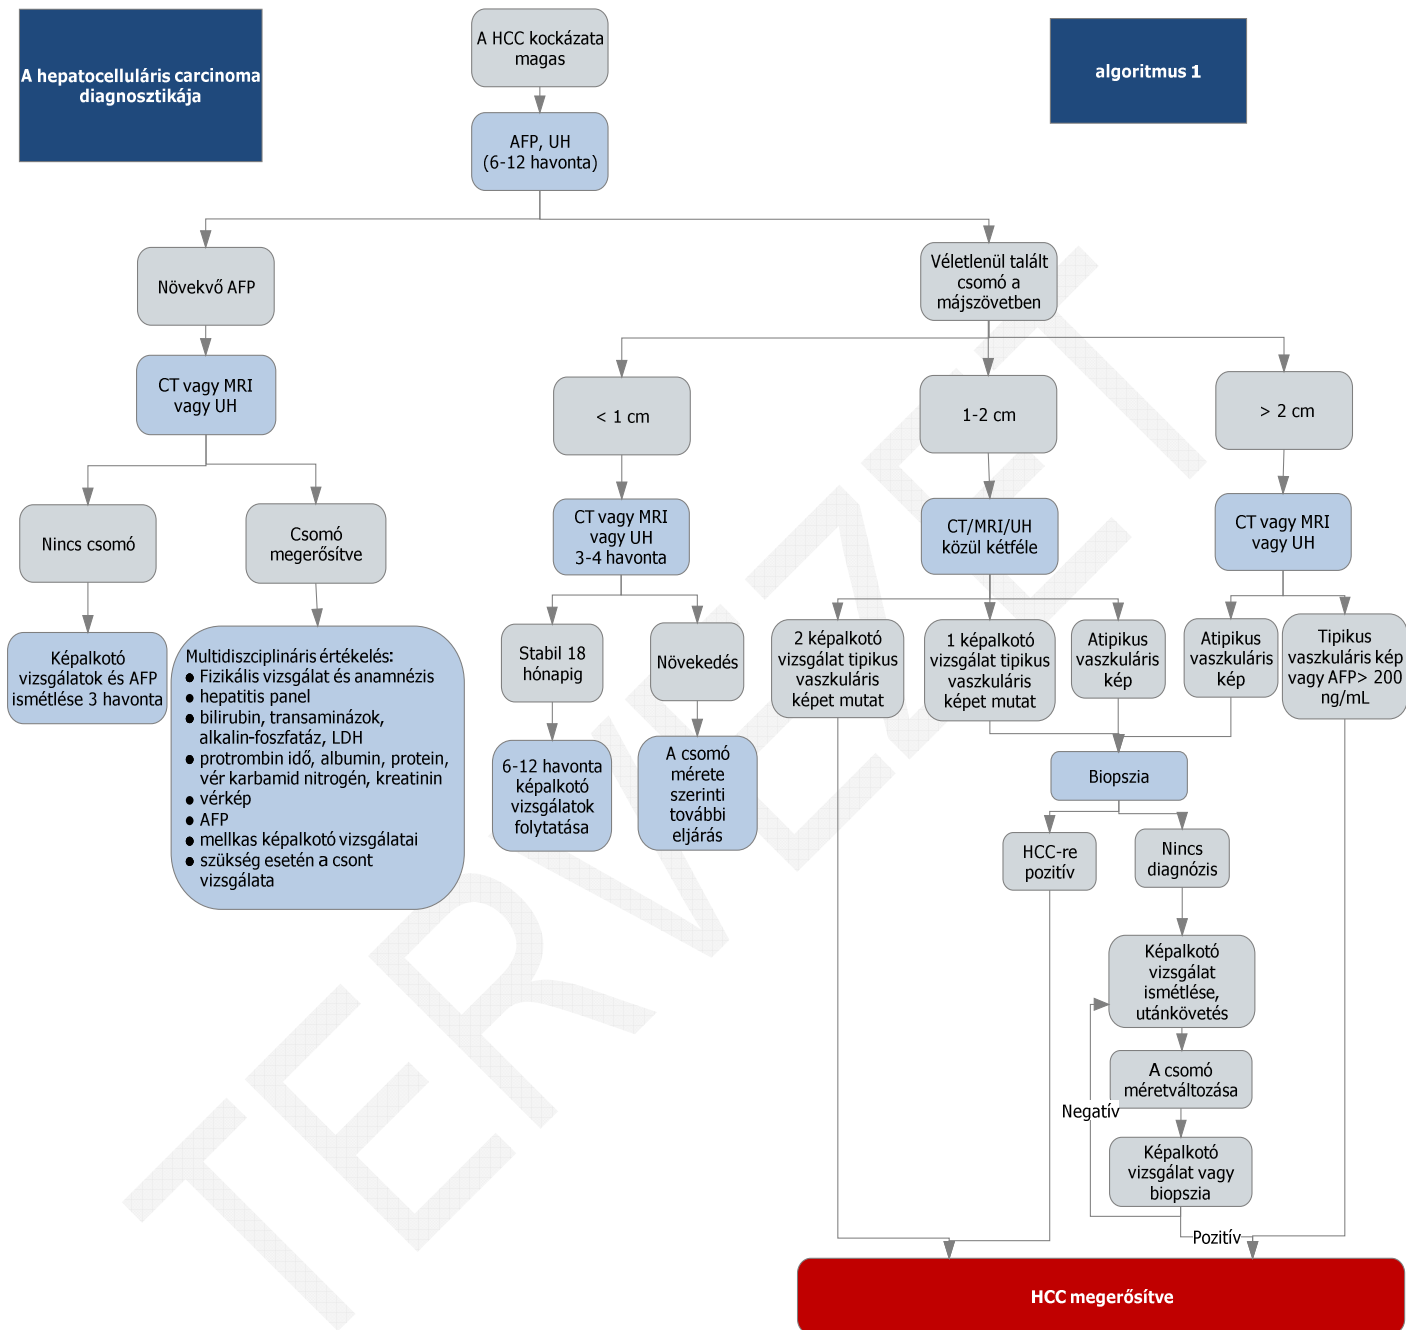 A hepatocelluláris carcinoma
diagnosztikája
A HCC kockázata
magas
algoritmus 1
AFP, UH
(6-12 havonta)
Növekvő AFP
Véletlenül talált
csomó a
májszövetben
CT vagy MRI
vagy UH
< 1 cm
1-2 cm
> 2 cm
Nincs csomó
Csomó
megerősítve
CT vagy MRI
vagy UH
3-4 havonta
CT/MRI/UH
közül kétféle
CT vagy MRI
vagy UH
Képalkotó
vizsgálatok és AFP
ismétlése 3 havonta
Multidiszciplináris értékelés:
● Fizikális vizsgálat és anamnézis
● hepatitis panel
● bilirubin, transaminázok,
alkalin-foszfatáz, LDH
● protrombin idő, albumin, protein,
vér karbamid nitrogén, kreatinin
● vérkép
● AFP
● mellkas képalkotó vizsgálatai
● szükség esetén a csont
vizsgálata
Stabil 18
hónapig
Növekedés
2 képalkotó
vizsgálat tipikus
vaszkuláris
képet mutat
1 képalkotó
vizsgálat tipikus
vaszkuláris
képet mutat
Atipikus
vaszkuláris
kép
Atipikus
vaszkuláris
kép
Tipikus
vaszkuláris kép
vagy AFP> 200
ng/mL
6-12 havonta
képalkotó
vizsgálatok
folytatása
A csomó
mérete
szerinti
további
eljárás
Biopszia
HCC-re
pozitív
Nincs
diagnózis
Képalkotó
vizsgálat
ismétlése,
utánkövetés
A csomó
méretváltozása
Negatív
Képalkotó
vizsgálat vagy
biopszia
Pozitív
HCC megerősítve
TERVEZET